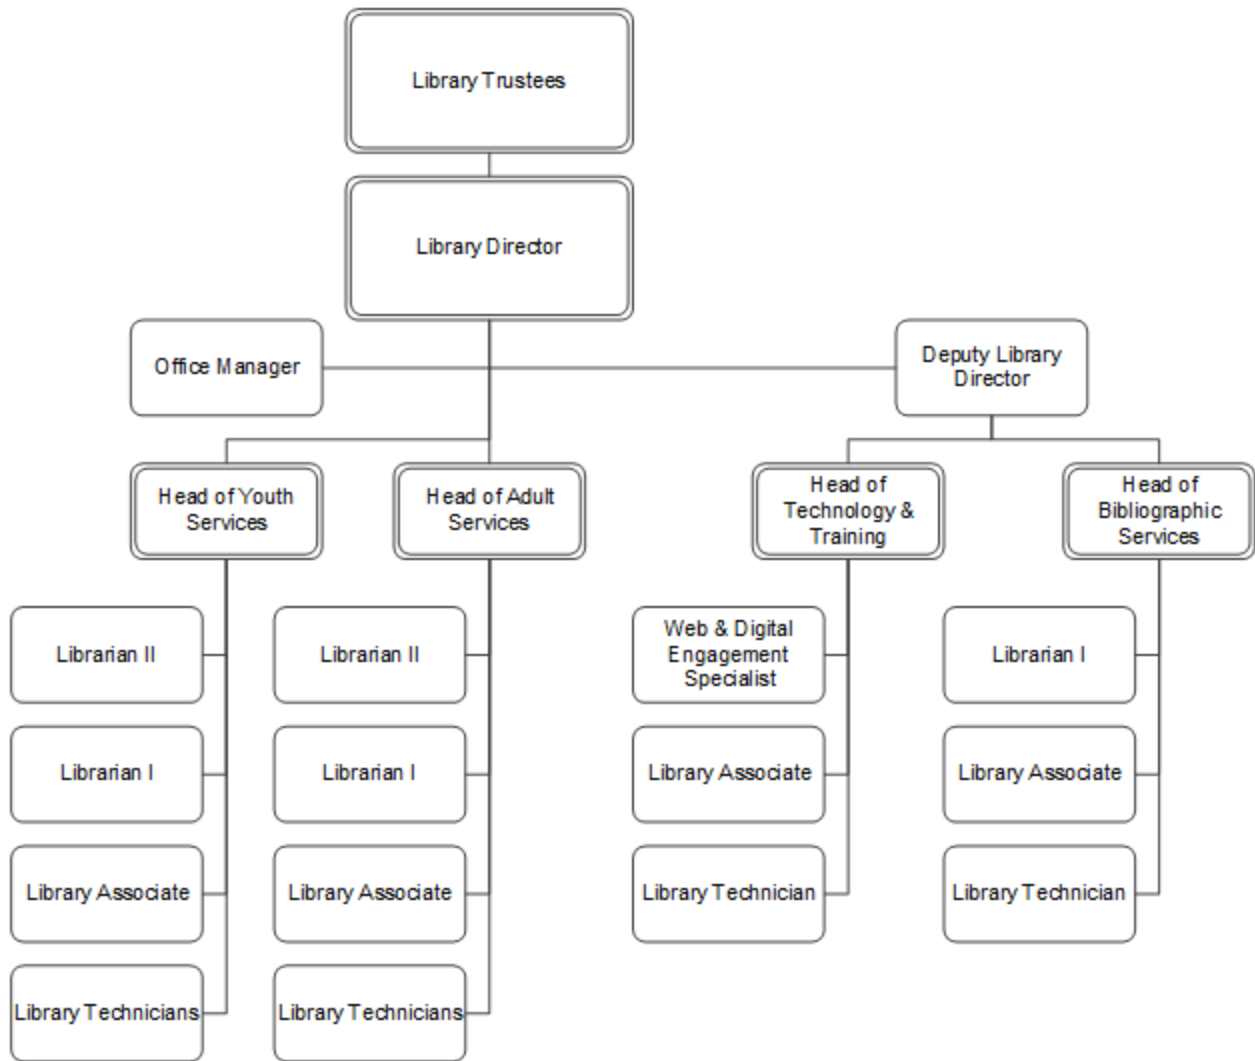 Library Trustees
Library Director
Office Manager
Deputy Library
Director
Head of Youth
Services
Head of Adult
Services
Head of
Technology &
Training
Head of
Bibliographic
Services
Librarian II
Librarian II
Web & Digital
Engagement
Specialist
Librarian I
Librarian I
Librarian I
Library Associate
Library Associate
Library Associate
Library Associate
Library Technician
Library Technician
Library Technicians
Library Technicians